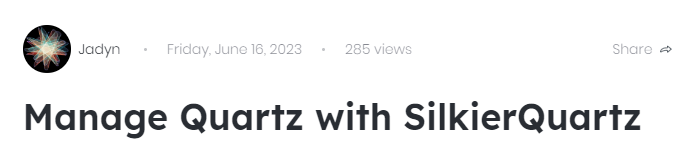 Jadyn • Friday, June 16, 2023 • 285 views Share
Manage Quartz with SilkierQuartz